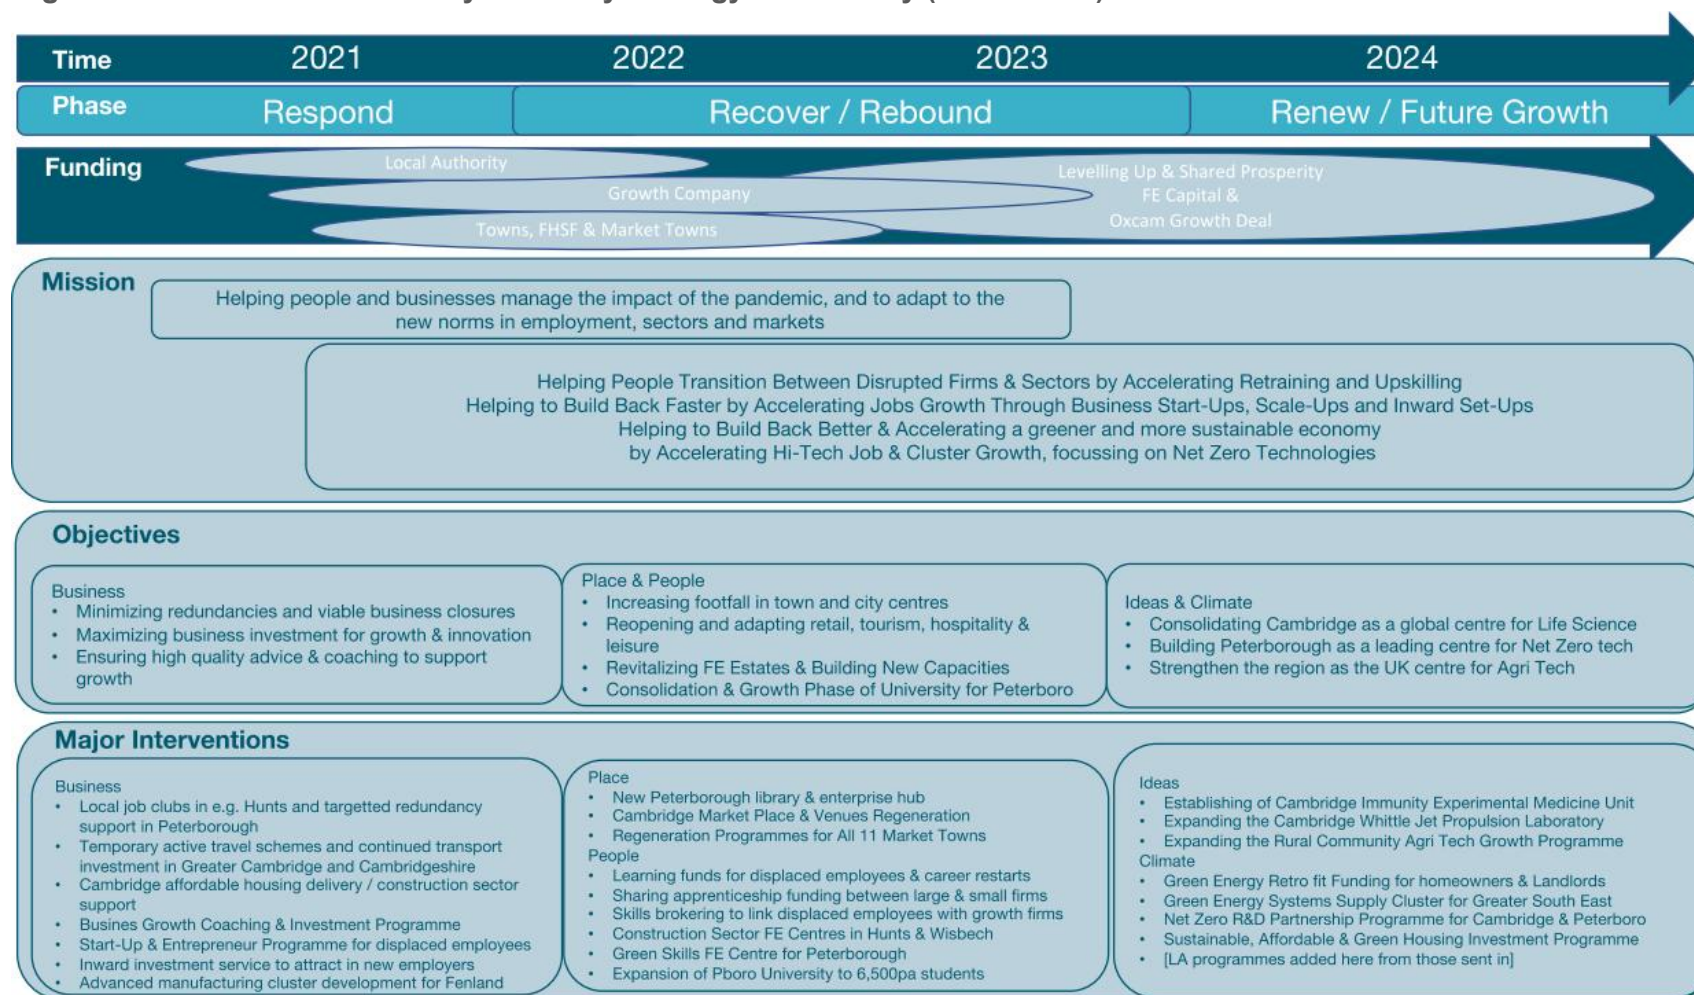 Time 2021 2022 2023 2024
Phase Respond Recover / Rebound Renew / Future Growth
Funding
Local Authority
Growth Company
Towns, FHSF & Market Towns
Levelling Up & Shared Prosperity
FE Capital &
Oxcam Growth Deal
Mission
Helping people and businesses manage the impact of the pandemic, and to adapt to the
new norms in employment, sectors and markets
Helping People Transition Between Disrupted Firms & Sectors by Accelerating Retraining and Upskilling
Helping to Build Back Faster by Accelerating Jobs Growth Through Business Start-Ups, Scale-Ups and Inward Set-Ups
Helping to Build Back Better & Accelerating a greener and more sustainable economy
by Accelerating Hi-Tech Job & Cluster Growth, focussing on Net Zero Technologies
Objectives
Business
• Minimizing redundancies and viable business closures
• Maximizing business investment for growth & innovation
• Ensuring high quality advice & coaching to support
growth
Place & People
• Increasing footfall in town and city centres
• Reopening and adapting retail, tourism, hospitality &
leisure
• Revitalizing FE Estates & Building New Capacities
• Consolidation & Growth Phase of University for Peterboro
Ideas & Climate
• Consolidating Cambridge as a global centre for Life Science
• Building Peterborough as a leading centre for Net Zero tech
• Strengthen the region as the UK centre for Agri Tech
Major Interventions
Business
• Local job clubs in e.g. Hunts and targetted redundancy
support in Peterborough
• Temporary active travel schemes and continued transport
investment in Greater Cambridge and Cambridgeshire
• Cambridge affordable housing delivery / construction sector
support
• Busines Growth Coaching & Investment Programme
• Start-Up & Entrepreneur Programme for displaced employees
• Inward investment service to attract in new employers
• Advanced manufacturing cluster development for Fenland
Place
• New Peterborough library & enterprise hub
• Cambridge Market Place & Venues Regeneration
• Regeneration Programmes for All 11 Market Towns
People
• Learning funds for displaced employees & career restarts
• Sharing apprenticeship funding between large & small firms
• Skills brokering to link displaced employees with growth firms
• Construction Sector FE Centres in Hunts & Wisbech
• Green Skills FE Centre for Peterborough
• Expansion of Pboro University to 6,500pa students
Ideas
• Establishing of Cambridge Immunity Experimental Medicine Unit
• Expanding the Cambridge Whittle Jet Propulsion Laboratory
• Expanding the Rural Community Agri Tech Growth Programme
Climate
• Green Energy Retro fit Funding for homeowners & Landlords
• Green Energy Systems Supply Cluster for Greater South East
• Net Zero R&D Partnership Programme for Cambridge & Peterboro
• Sustainable, Affordable & Green Housing Investment Programme
• [LA programmes added here from those sent in]